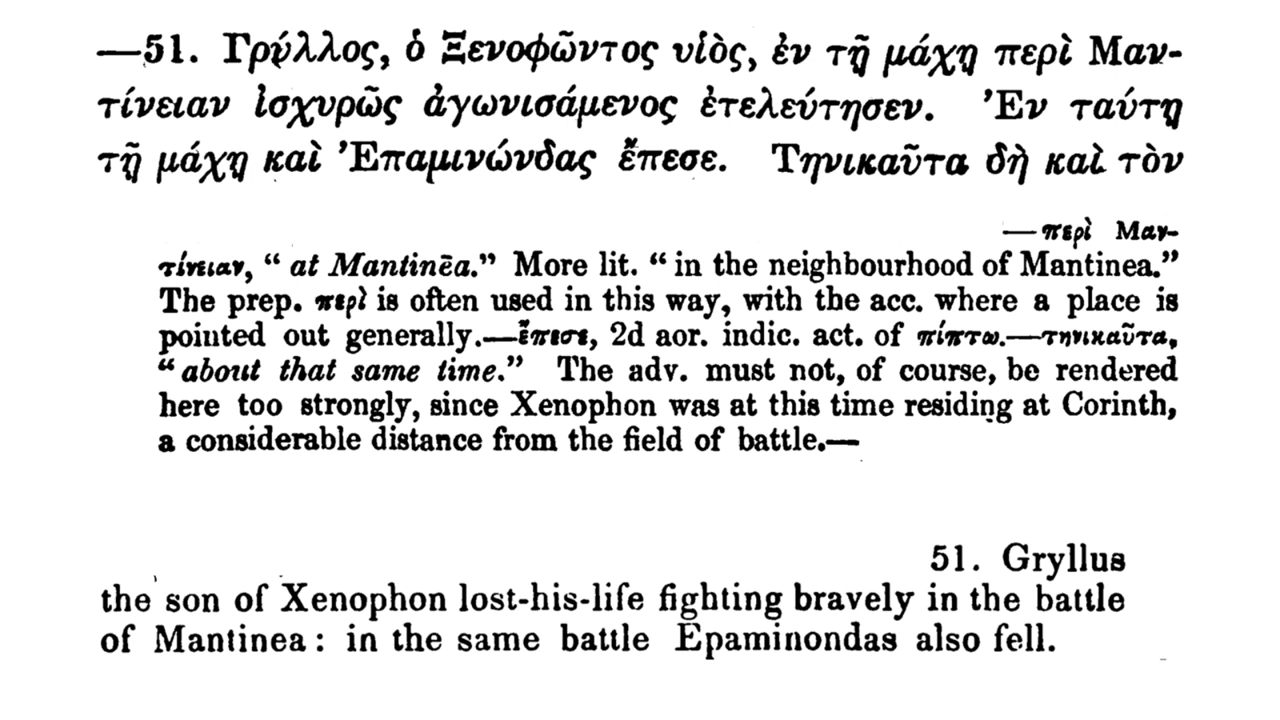 —51. Γρύλλος, ὁ Ξενοφῶντος υἱὸς, ἐν τῇ μάχῃ περὶ Μαν-
τίνειαν ἰσχυρῶς ἀγωνισάμενος ἐτελεύτησεν. Ἐν ταύτῃ
τῇ μάχῃ καὶ Ἐπαμινώνδας ἔπεσε. Τηνικαῦτα δὴ καὶ τὸν
—περὶ Μαν-
τίνειαν, “ at Mantinēa.” More lit. “ in the neighbourhood of Mantinea.”
The prep. περὶ is often used in this way, with the acc. where a place is
pointed out generally.—ἔπεσε, 2d aor. indic. act. of πίπτω.—τηνικαῦτα,
“ about that same time.” The adv. must not, of course, be rendered
here too strongly, since Xenophon was at this time residing at Corinth,
a considerable distance from the field of battle.—
51. Gryllus
the son of Xenophon lost-his-life fighting bravely in the battle
of Mantinea : in the same battle Epaminondas also fell.